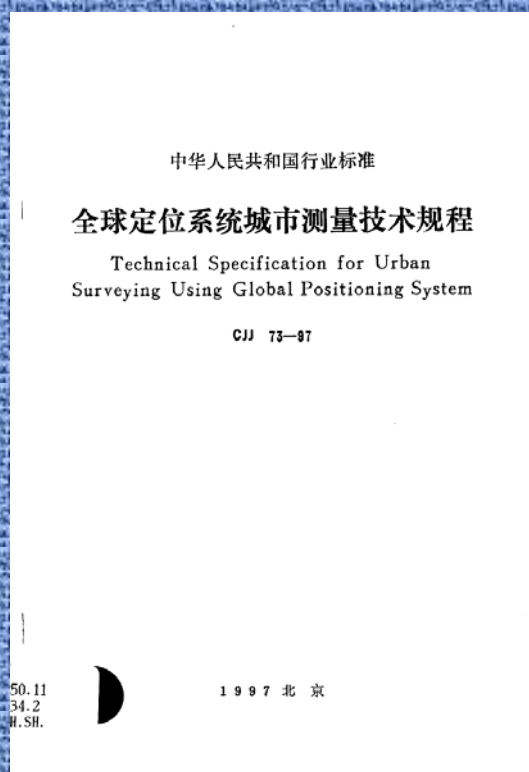 中华人民共和国行业标准
全球定位系统城市测量技术规程
Technical Specification for Urban
Surveying Using Global Positioning System
CJJ 73—97
50.11
34.2
H.SH.
1997 北 京